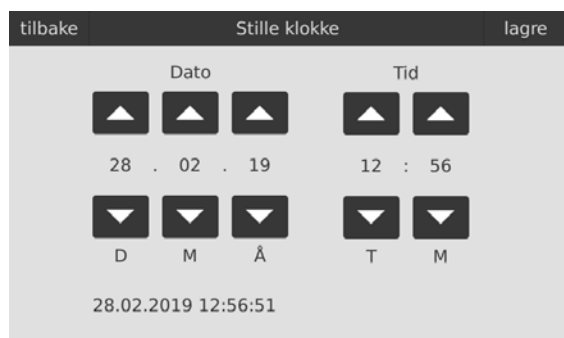 tilbake Stille klokke lagre
Dato Tid
28 . 02 . 19 12 : 56
D M Å T M
28.02.2019 12:56:51